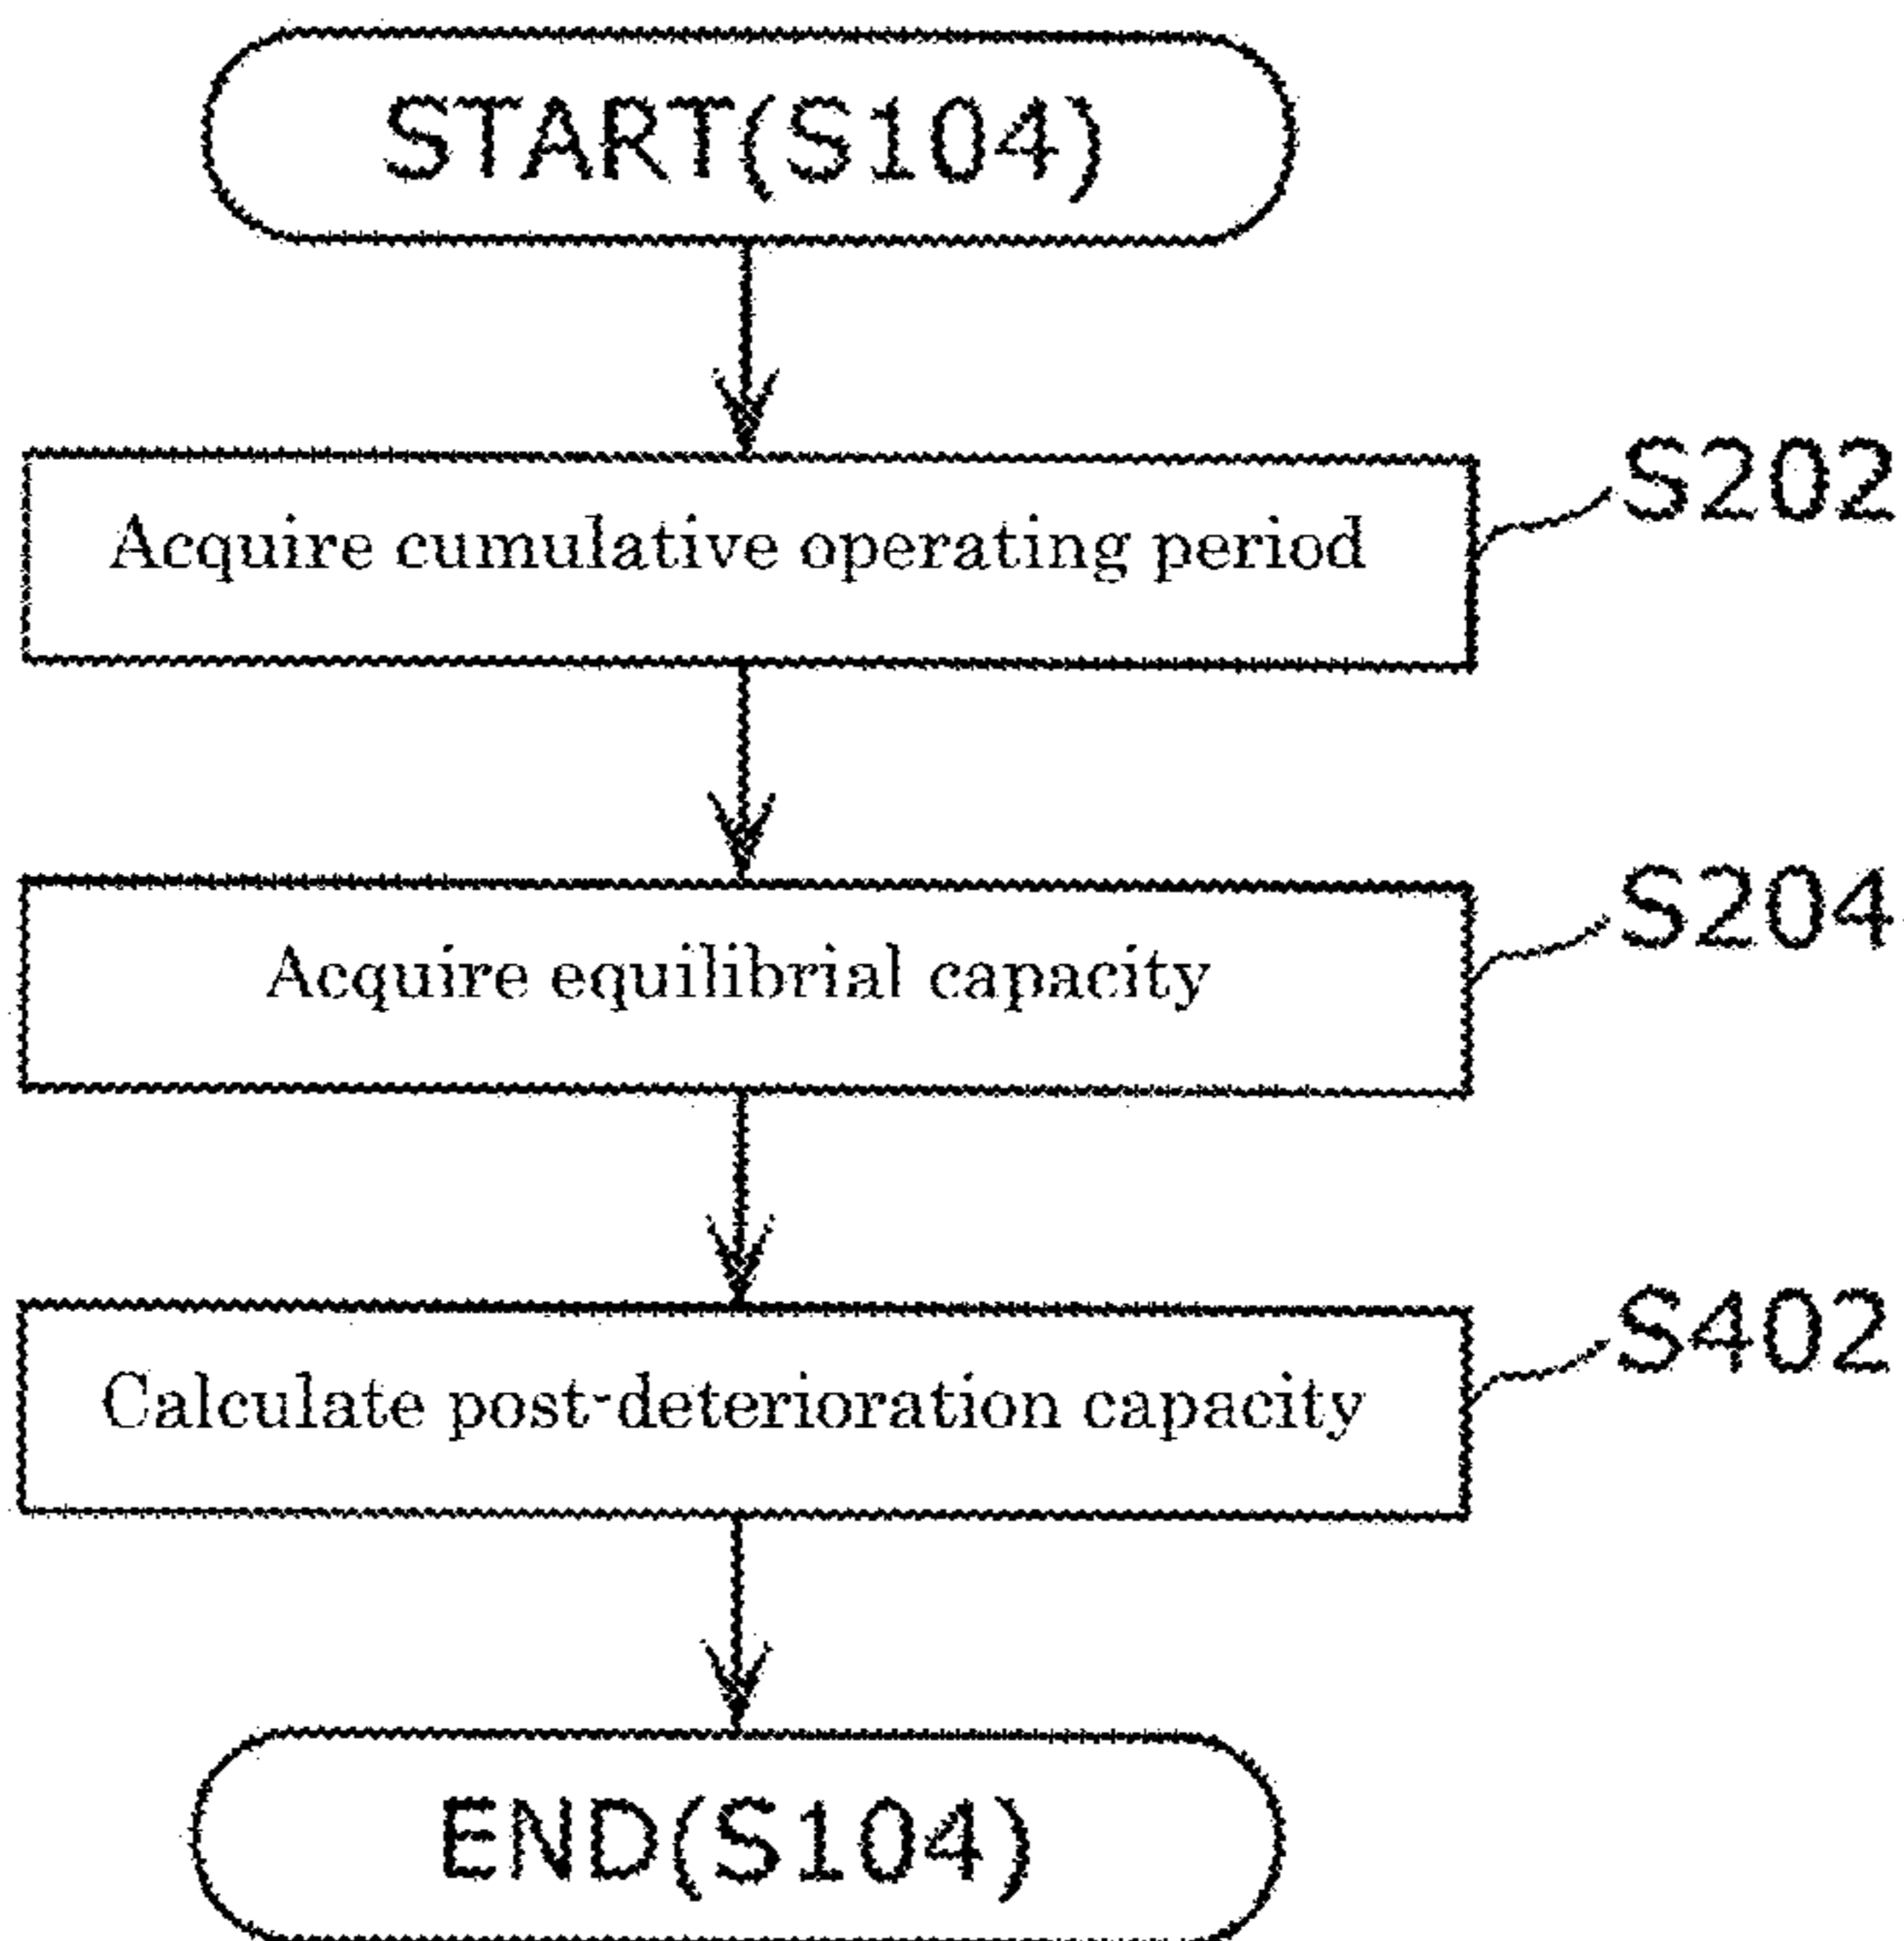 START(S104)
Acquire cumulative operating period
S202
Acquire equilibrial capacity
S204
Calculate post-deterioration capacity
S402
END(S104)